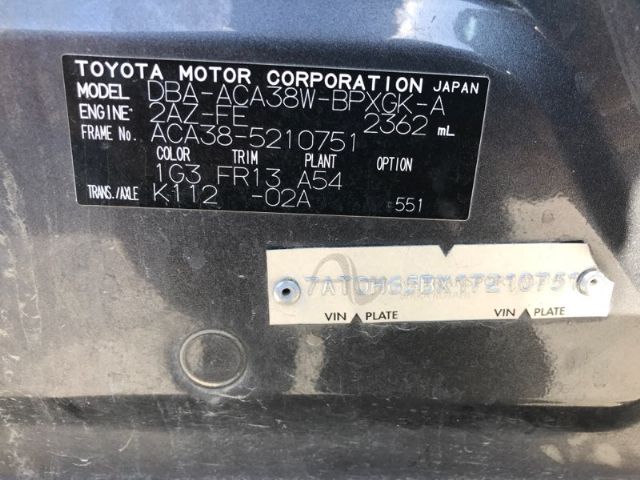 TOYOTA MOTOR CORPORATION JAPAN
MODEL DBA-ACA38W-BPXGK-A
ENGINE 2AZ-FE 2362 mL
FRAME No. ACA38-5210751
COLOR TRIM PLANT OPTION
1G3 FR13 A54
TRANS./AXLE K112 -02A 551
VIN PLATE VIN PLATE